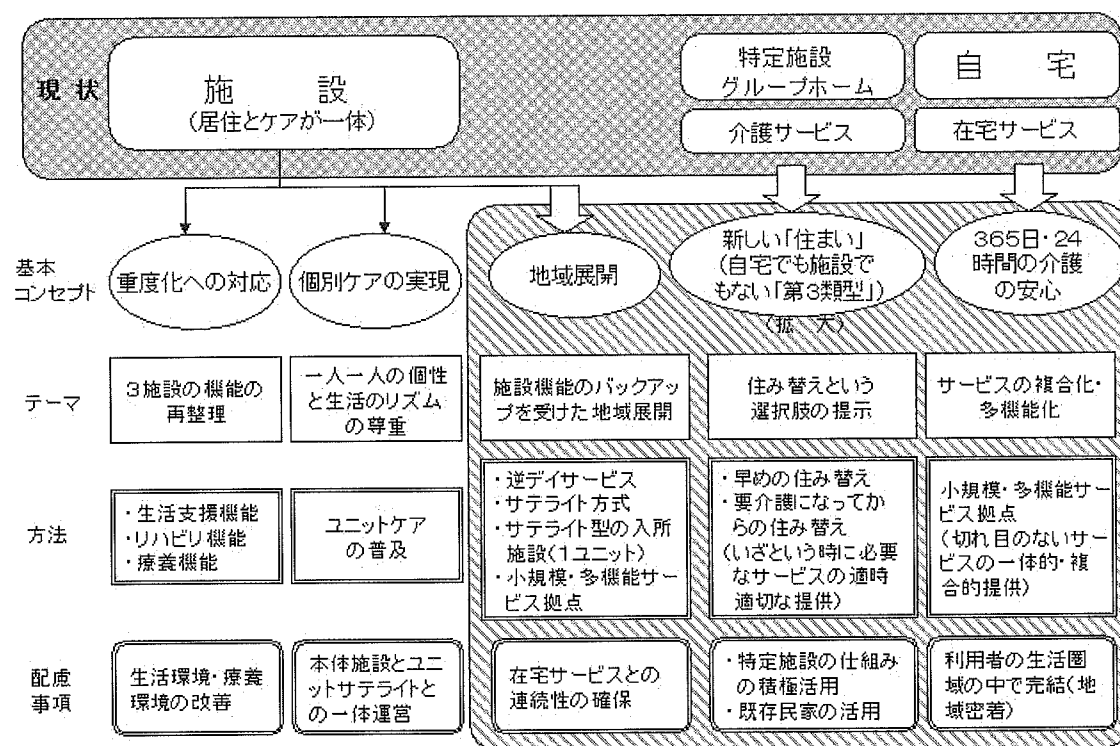 現 状
施 設
(居住とケアが一体)
特定施設
グループホーム
介護サービス
自 宅
在宅サービス
基本
コンセプト
重度化への対応
個別ケアの実現
地域展開
新しい「住まい」
(自宅でも施設で
もない「第3類型」)
(拡 大)
365日・24
時間の介護
の安心
テーマ
3施設の機能の
再整理
一人一人の個性
と生活のリズム
の尊重
施設機能のバックアッ
プを受けた地域展開
住み替えという
選択肢の提示
サービスの複合化・
多機能化
方法
・生活支援機能
・リハビリ機能
・療養機能
ユニットケア
の普及
・逆デイサービス
・サテライト方式
・サテライト型の入所
施設(1ユニット)
・小規模・多機能サー
ビス拠点
・早めの住み替え
・要介護になってか
らの住み替え
(いざという時に必要
なサービスの適時
適切な提供)
小規模・多機能サー
ビス拠点
(切れ目のないサー
ビスの一体的・複
合的提供)
配慮
事項
生活環境・療養
環境の改善
本体施設とユニ
ットサテライトと
の一体運営
在宅サービスとの
連続性の確保
・特定施設の仕組み
の積極活用
・既存民家の活用
利用者の生活圏
域の中で完結(地
域密着)